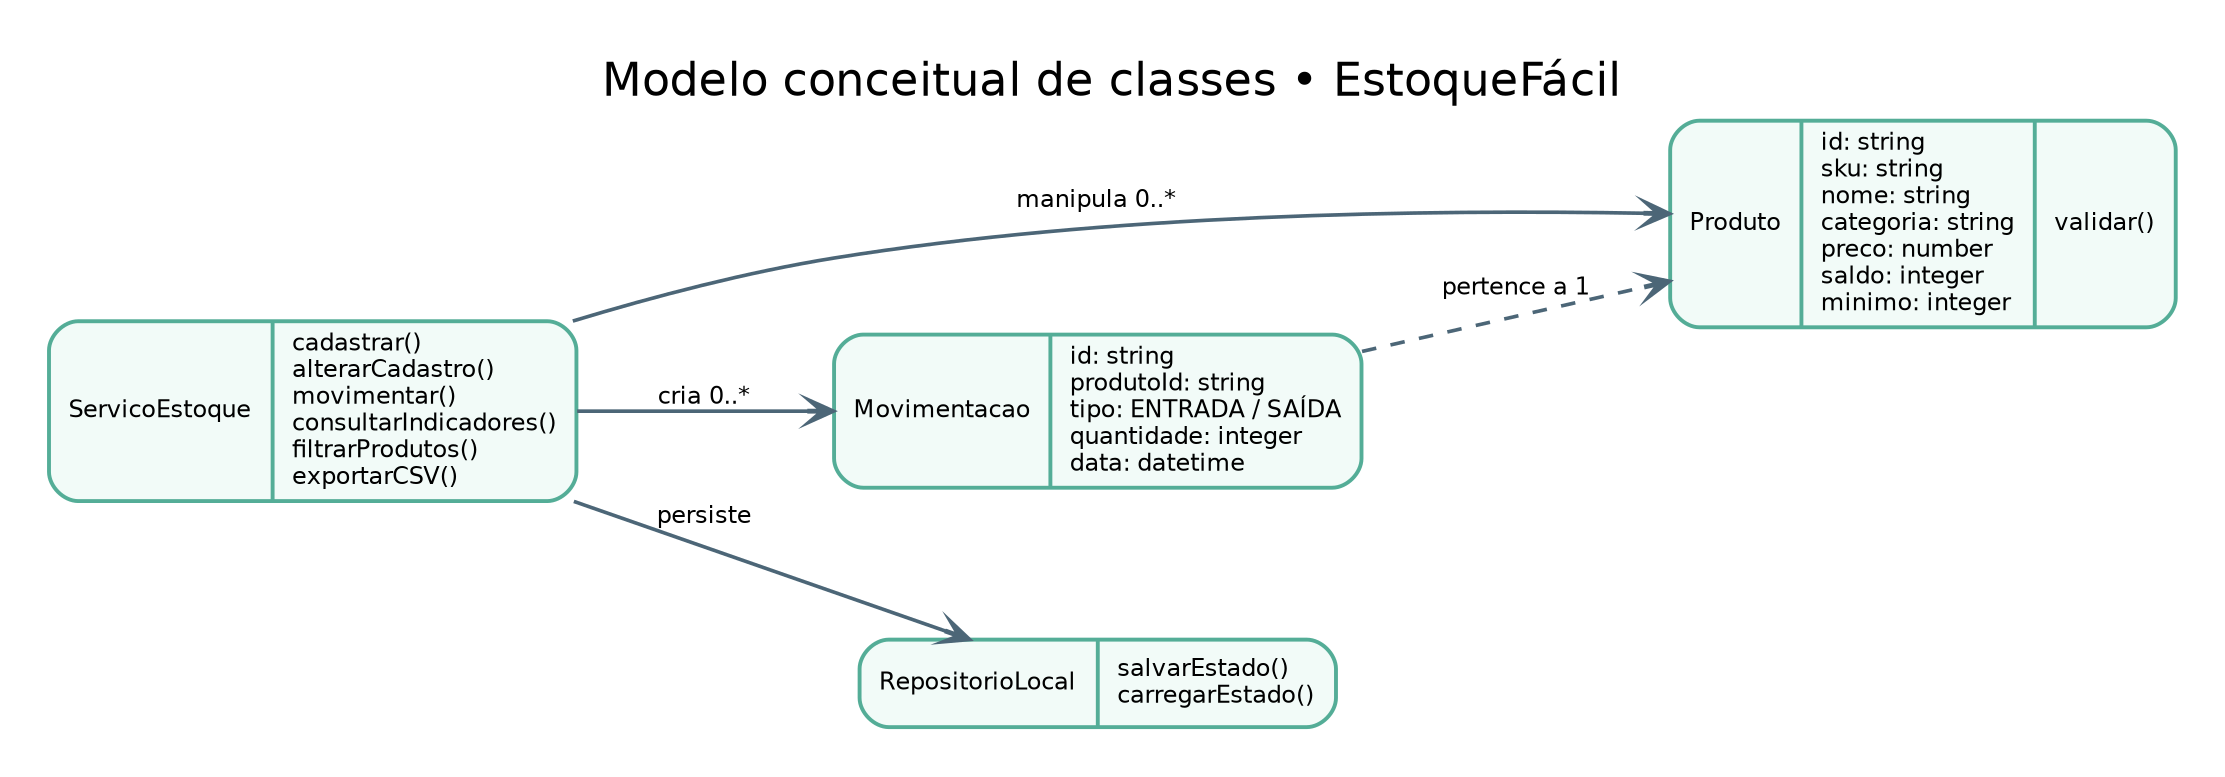 Modelo conceitual de classes • EstoqueFácil
ServicoEstoque
cadastrar()
alterarCadastro()
movimentar()
consultarIndicadores()
filtrarProdutos()
exportarCSV()
manipula 0..*
cria 0..*
persiste
Movimentacao
id: string
produtoId: string
tipo: ENTRADA / SAÍDA
quantidade: integer
data: datetime
pertence a 1
Produto
id: string
sku: string
nome: string
categoria: string
preco: number
saldo: integer
minimo: integer
validar()
RepositorioLocal
salvarEstado()
carregarEstado()